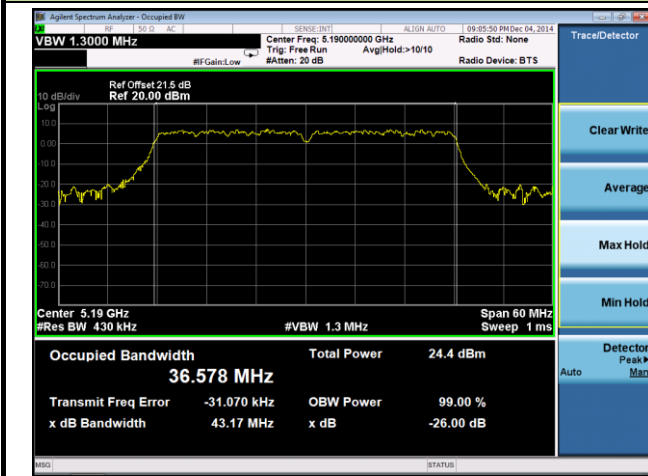 Agilent Spectrum Analyzer - Occupied BW
RF 50 Ω AC SENSE:INT ALIGN AUTO 09:05:50 PM Dec 04, 2014
VBW 1.3000 MHz
Center Freq: 5.190000000 GHz
Radio Std: None
Trig: Free Run Avg|Hold:>10/10
#IFGain:Low
#Atten: 20 dB
Radio Device: BTS
Trace/Detector
Ref Offset 21.5 dB
10 dB/div Ref 20.00 dBm
Log
10.0
0.00
-10.0
-20.0
-30.0
-40.0
-50.0
-60.0
-70.0
Center 5.19 GHz
Span 60 MHz
#Res BW 430 kHz
#VBW 1.3 MHz
Sweep 1 ms
Occupied Bandwidth
Total Power 24.4 dBm
36.578 MHz
Transmit Freq Error -31.070 kHz OBW Power 99.00 %
x dB Bandwidth 43.17 MHz x dB -26.00 dB
Clear Write
Average
Max Hold
Min Hold
Detector
Peak
Auto Man
MSG
STATUS